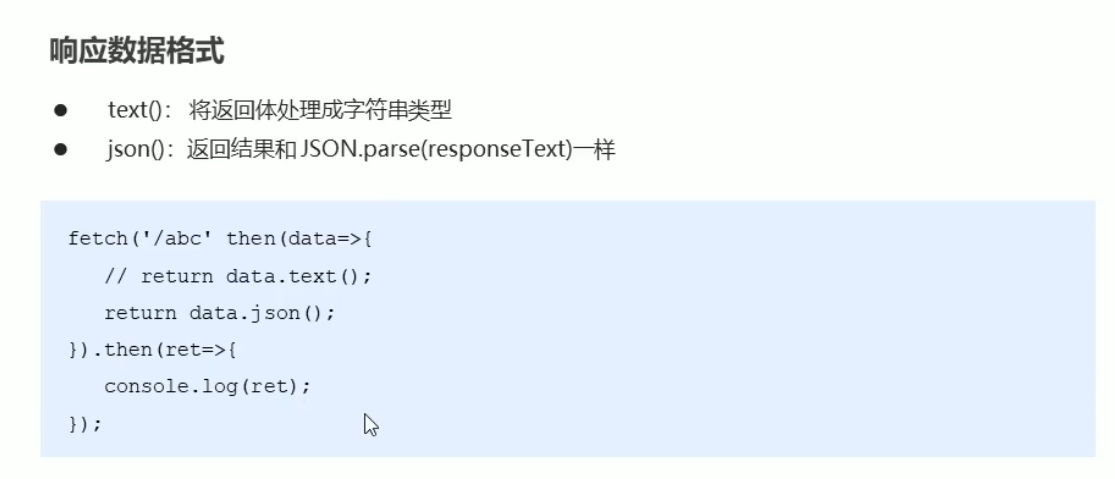 响应数据格式
● text()： 将返回体处理成字符串类型
● json()：返回结果和 JSON.parse(responseText)一样
fetch('/abc' then(data=>{
// return data.text();
return data.json();
}).then(ret=>{
console.log(ret);
});